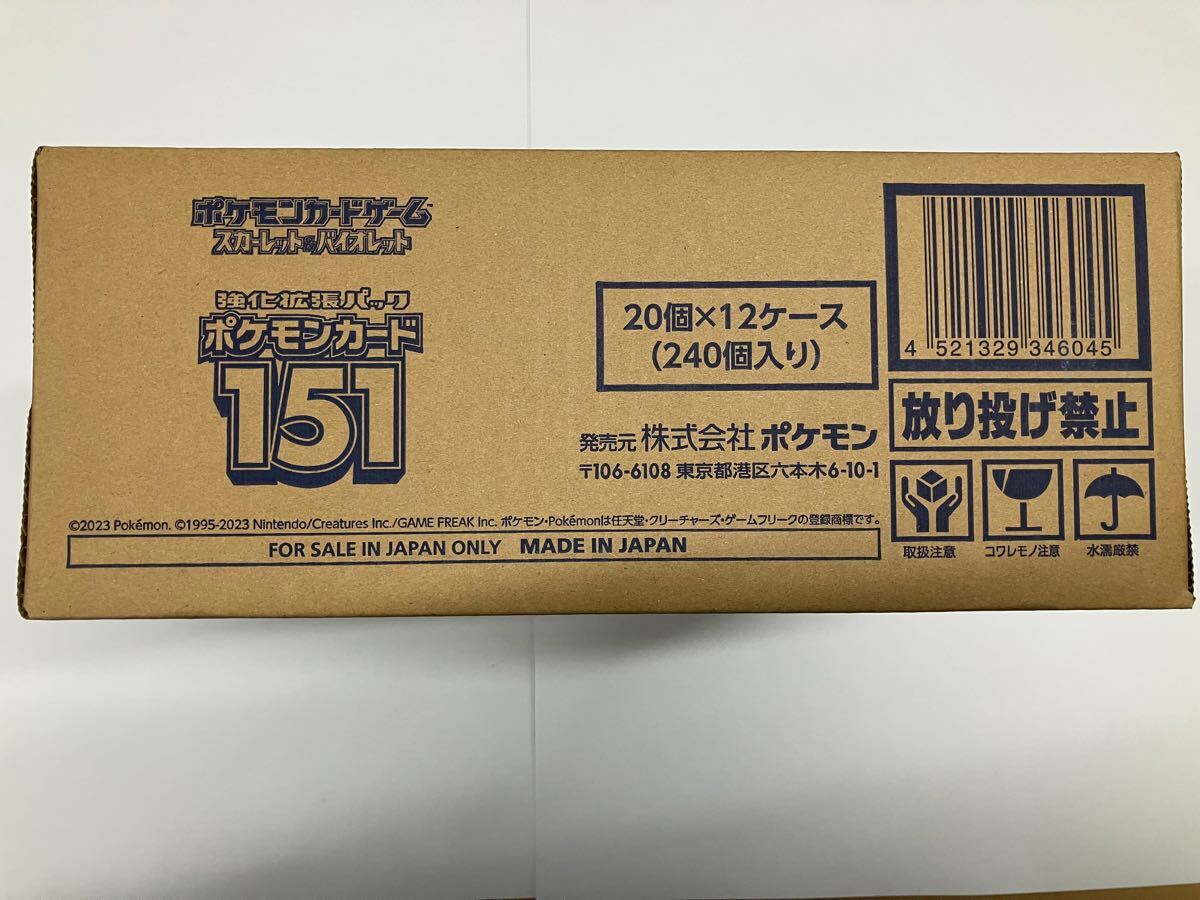 ポケモンカードゲーム
スカーレット&バイオレット
強化拡張パック
ポケモンカード
151
20個×12ケース
(240個入り)
発売元 株式会社 ポケモン
〒106-6108 東京都港区六本木6-10-1
©2023 Pokémon. ©1995-2023 Nintendo/Creatures Inc./GAME FREAK Inc. ポケモン・Pokémonは任天堂・クリーチャーズ・ゲームフリークの登録商標です。
FOR SALE IN JAPAN ONLY MADE IN JAPAN
4 521329 346045
放り投げ禁止
取扱注意 コワレモノ注意 水濡厳禁